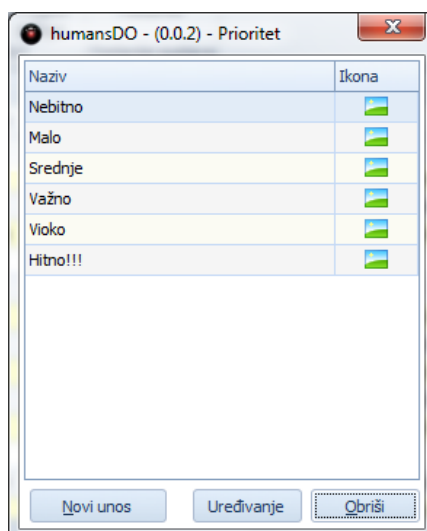 humansDO - (0.0.2) - Prioritet
Naziv Ikona
Nebitno
Malo
Srednje
Važno
Vioko
Hitno!!!
Novi unos Uređivanje Obriši